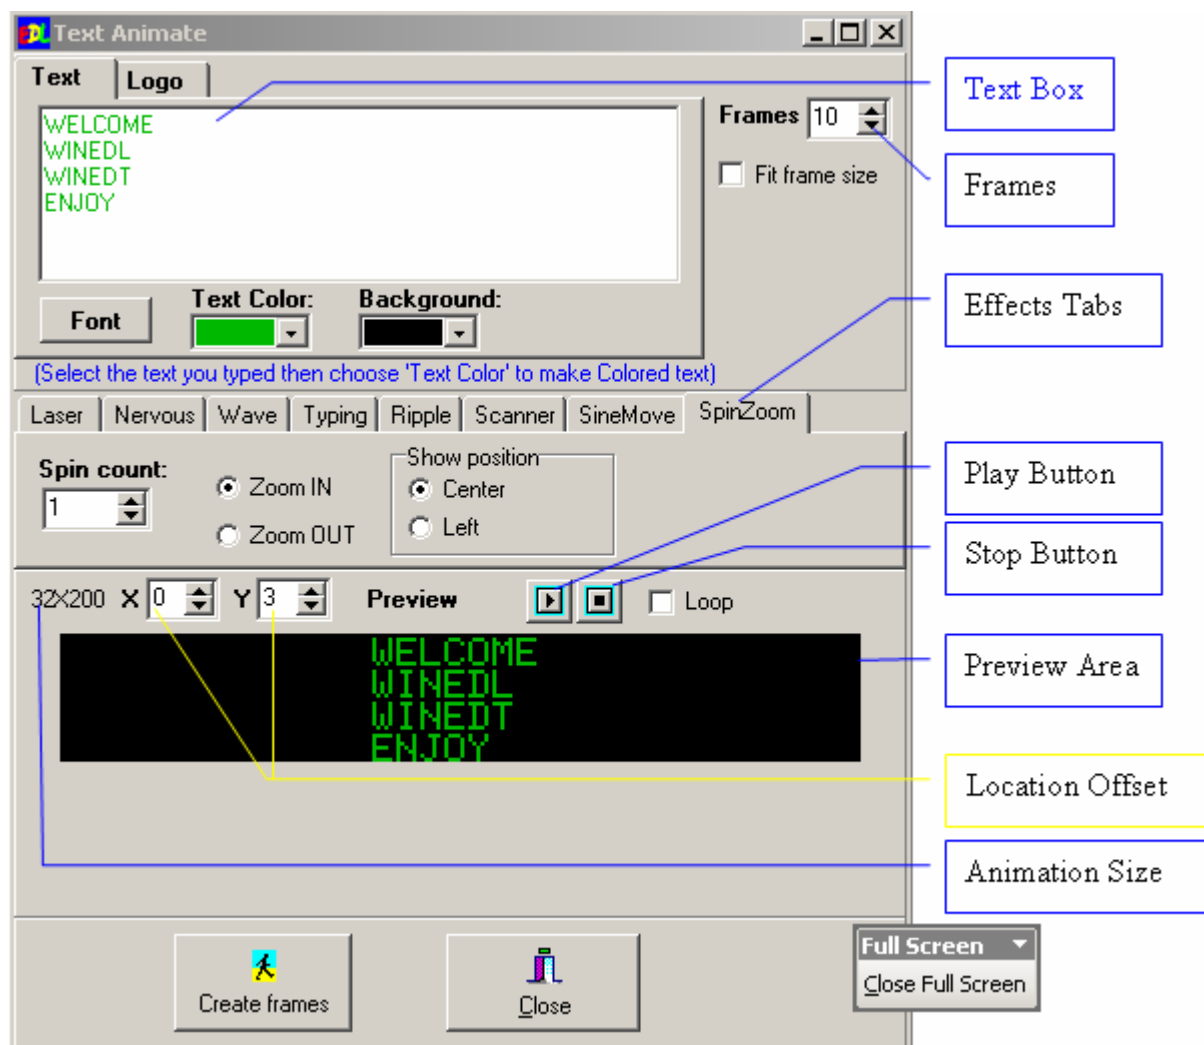 EDL Text Animate
Text Logo
Text Box
WELCOME
WINEDL
WINEDT
ENJOY
Frames 10
Fit frame size
Frames
Effects Tabs
Font Text Color: Background:
(Select the text you typed then choose 'Text Color' to make Colored text)
Laser Nervous Wave Typing Ripple Scanner SineMove SpinZoom
Spin count:
1
Zoom IN
Zoom OUT
Show position
Center
Left
Play Button
Stop Button
32X200 X 0 Y 3 Preview Loop
WELCOME
WINEDL
WINEDT
ENJOY
Preview Area
Location Offset
Animation Size
Create frames
Close
Full Screen
Close Full Screen